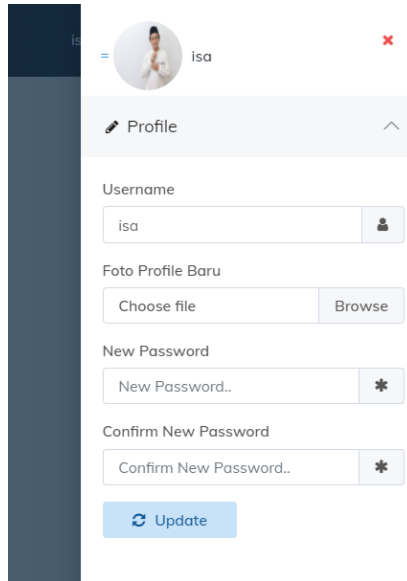 is
= isa
Profile
Username
isa
Foto Profile Baru
Choose file Browse
New Password
New Password..
Confirm New Password
Confirm New Password..
Update